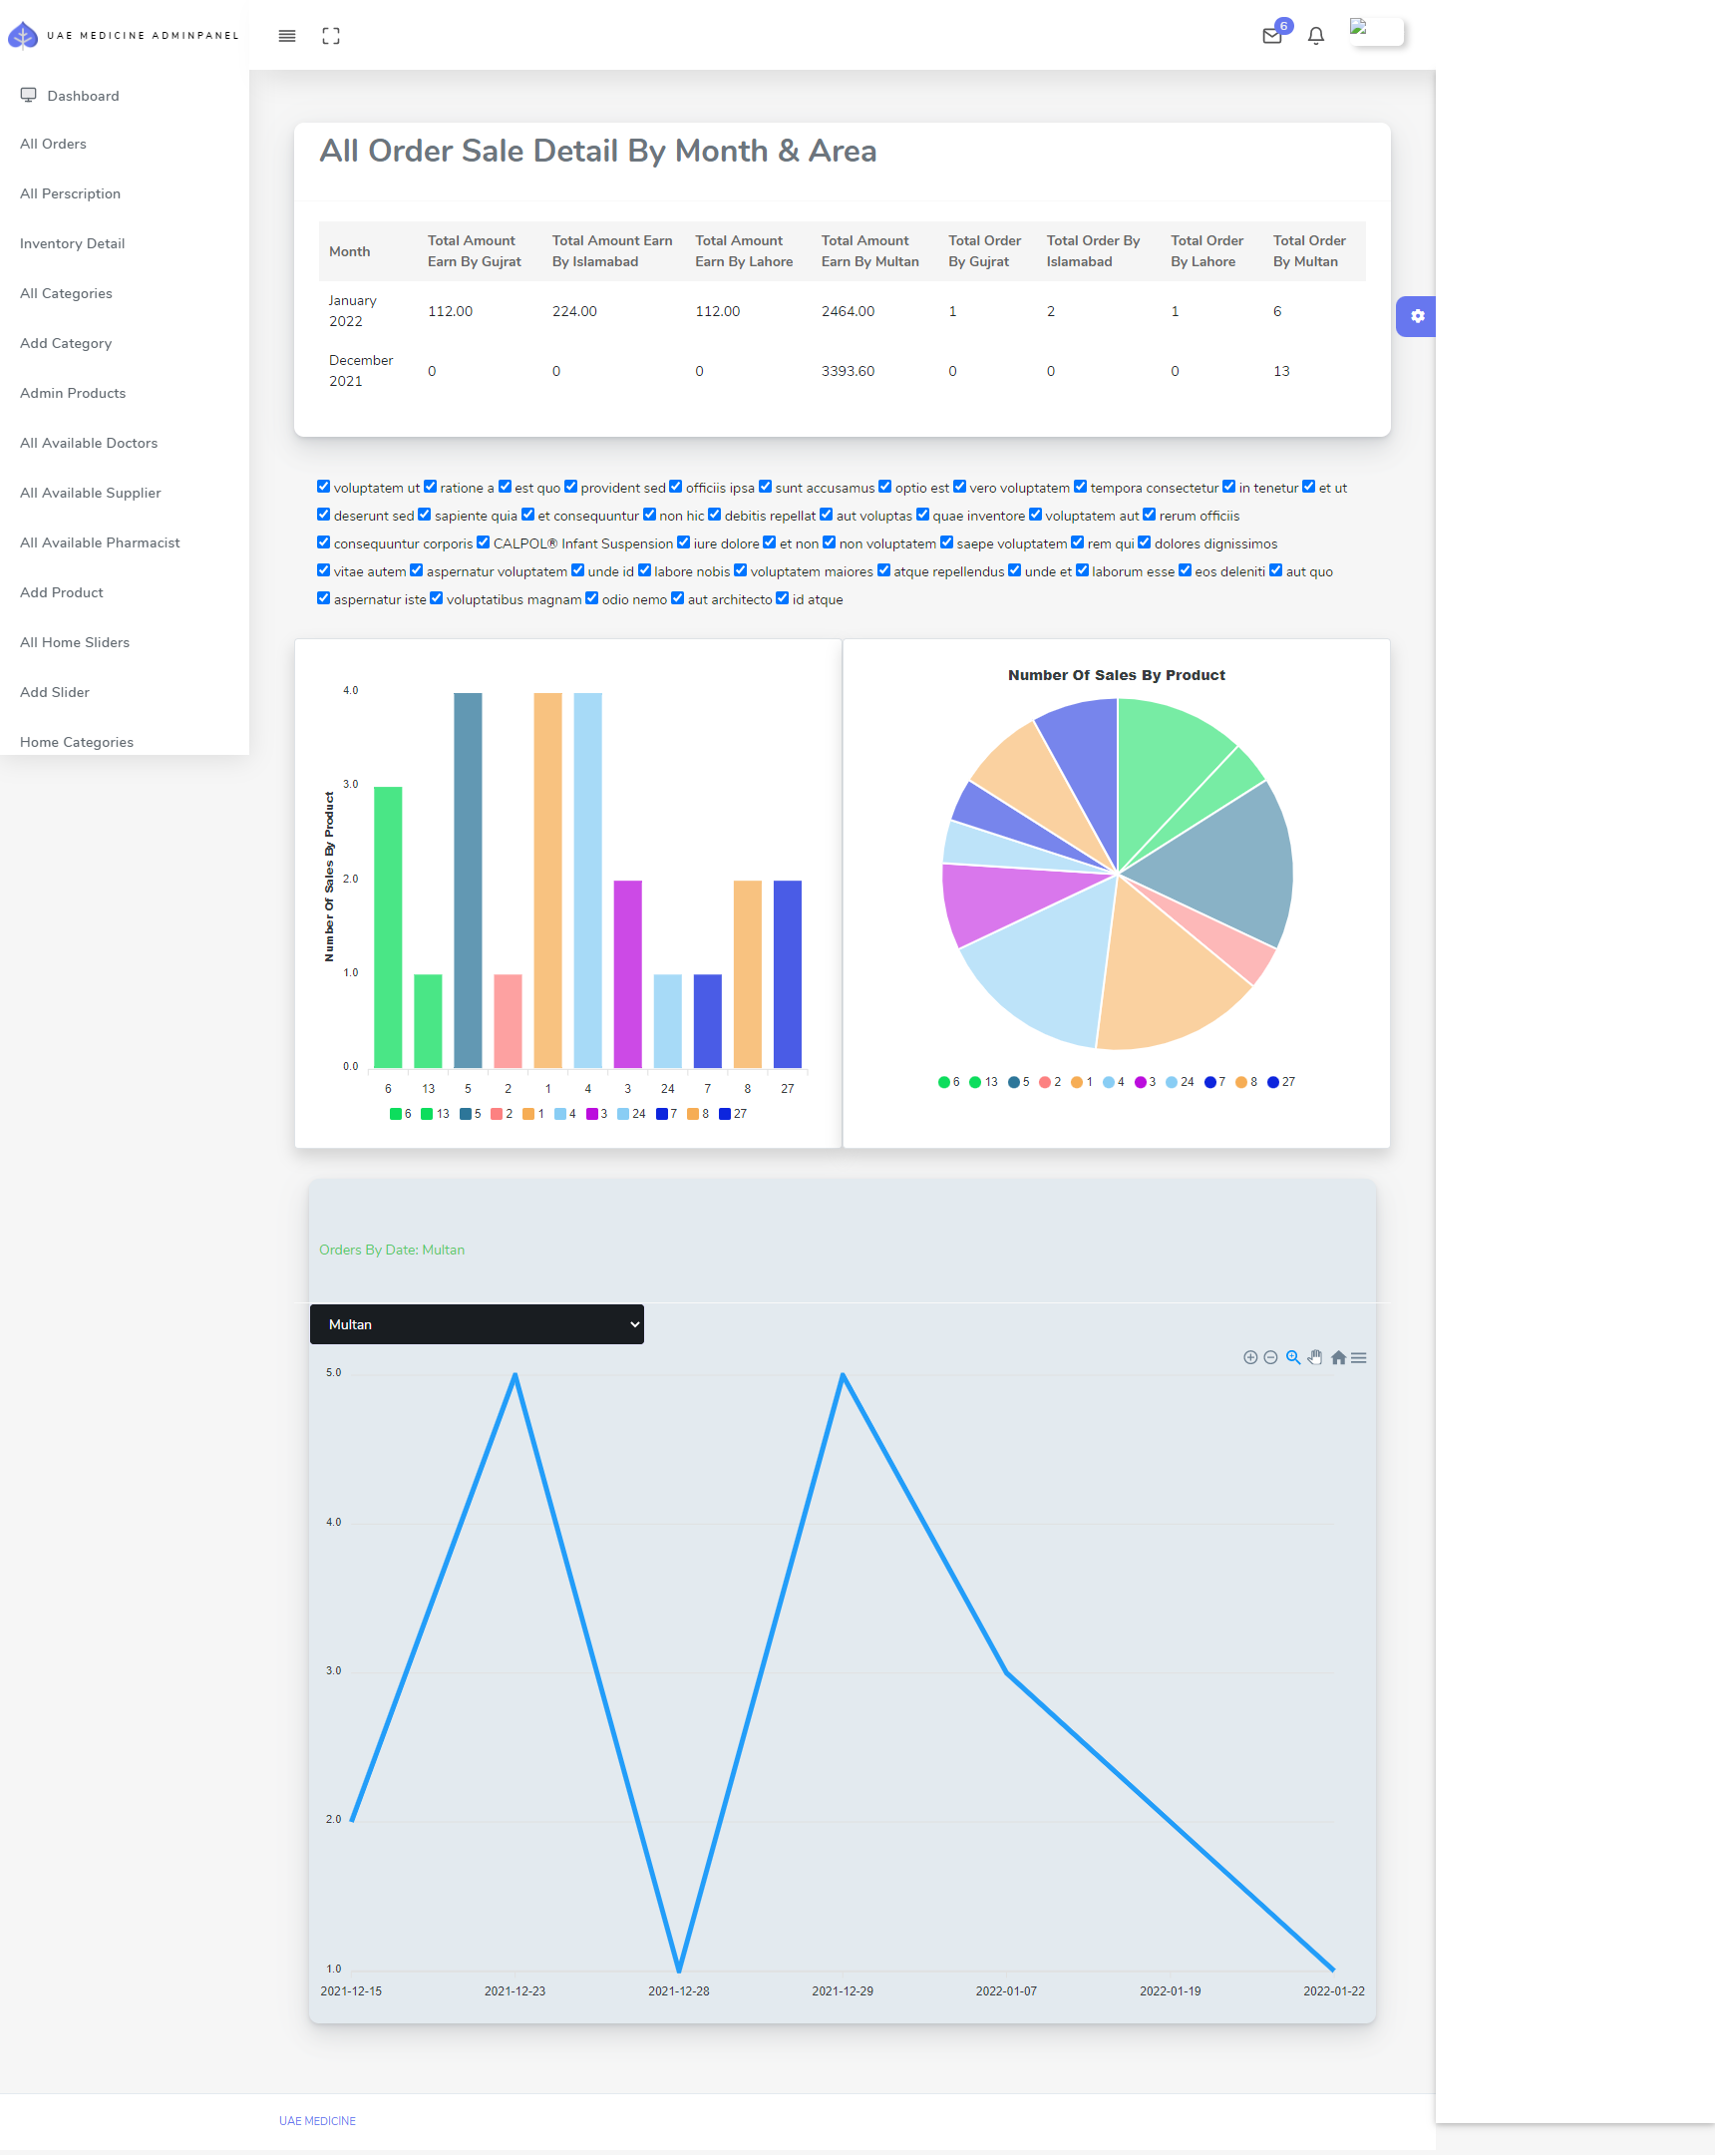 UAE MEDICINE ADMINPANEL
6
Dashboard
All Orders
All Perscription
Inventory Detail
All Categories
Add Category
Admin Products
All Available Doctors
All Available Supplier
All Available Pharmacist
Add Product
All Home Sliders
Add Slider
Home Categories
All Order Sale Detail By Month & Area
Month Total Amount Earn By Gujrat Total Amount Earn By Islamabad Total Amount Earn By Lahore Total Amount Earn By Multan Total Order By Gujrat Total Order By Islamabad Total Order By Lahore Total Order By Multan
January 2022 112.00 224.00 112.00 2464.00 1 2 1 6
December 2021 0 0 0 3393.60 0 0 0 13
voluptatem ut ratione a est quo provident sed officiis ipsa sunt accusamus optio est vero voluptatem tempora consectetur in tenetur et ut
deserunt sed sapiente quia et consequuntur non hic debitis repellat aut voluptas quae inventore voluptatem aut rerum officiis
consequuntur corporis CALPOL® Infant Suspension iure dolore et non non voluptatem saepe voluptatem rem qui dolores dignissimos
vitae autem aspernatur voluptatem unde id labore nobis voluptatem maiores atque repellendus unde et laborum esse eos deleniti aut quo
aspernatur iste voluptatibus magnam odio nemo aut architecto id atque
Number Of Sales By Product
4.0
3.0
2.0
1.0
0.0
6 13 5 2 1 4 3 24 7 8 27
6 13 5 2 1 4 3 24 7 8 27
Number Of Sales By Product
6 13 5 2 1 4 3 24 7 8 27
Orders By Date: Multan
Multan
5.0
4.0
3.0
2.0
1.0
2021-12-15 2021-12-23 2021-12-28 2021-12-29 2022-01-07 2022-01-19 2022-01-22
UAE MEDICINE